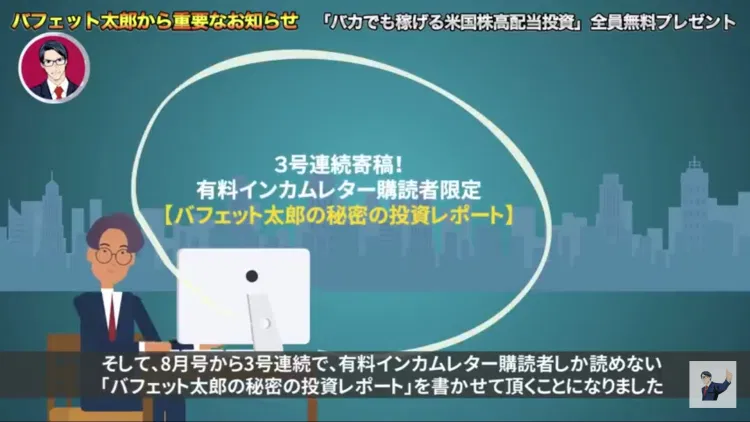 バフェット太郎から重要なお知らせ 「バカでも稼げる米国株高配当投資」 全員無料プレゼント
3号連続寄稿!
有料インカムレター購読者限定
【バフェット太郎の秘密の投資レポート】
そして、8月号から3号連続で、有料インカムレター購読者しか読めない
「バフェット太郎の秘密の投資レポート」を書かせて頂くことになりました